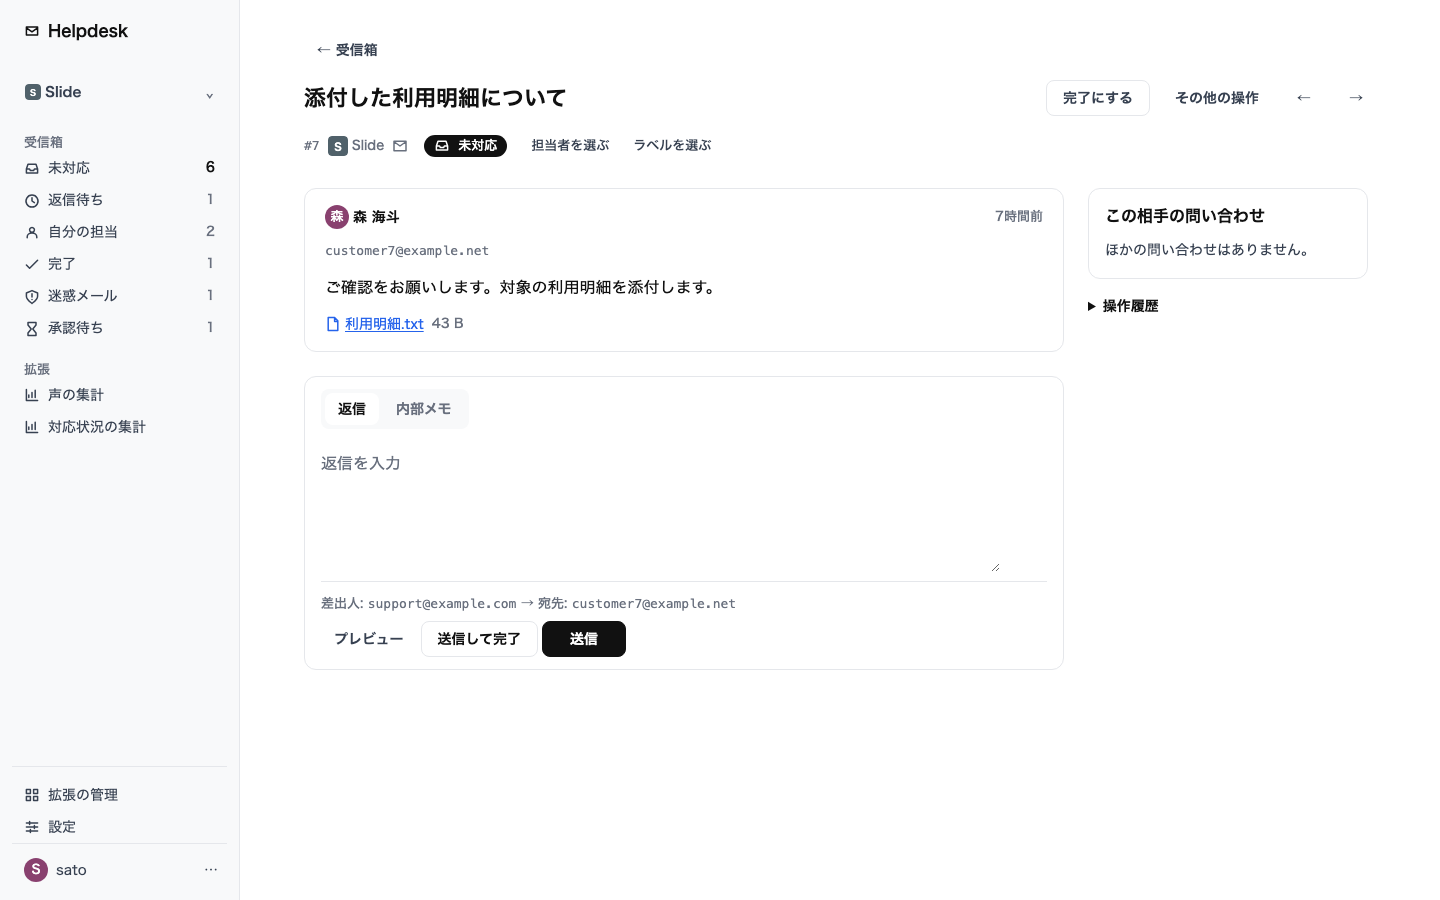 Helpdesk
S Slide
受信箱
未対応 6
返信待ち 1
自分の担当 2
完了 1
迷惑メール 1
承認待ち 1
拡張
声の集計
対応状況の集計
拡張の管理
設定
S sato ...
← 受信箱
添付した利用明細について
完了にする その他の操作 ← →
#7 S Slide 未対応 担当者を選ぶ ラベルを選ぶ
森 森 海斗 7時間前
customer7@example.net
ご確認をお願いします。対象の利用明細を添付します。
利用明細.txt 43 B
返信 内部メモ
返信を入力
差出人: support@example.com → 宛先: customer7@example.net
プレビュー 送信して完了 送信
この相手の問い合わせ
ほかの問い合わせはありません。
▶ 操作履歴